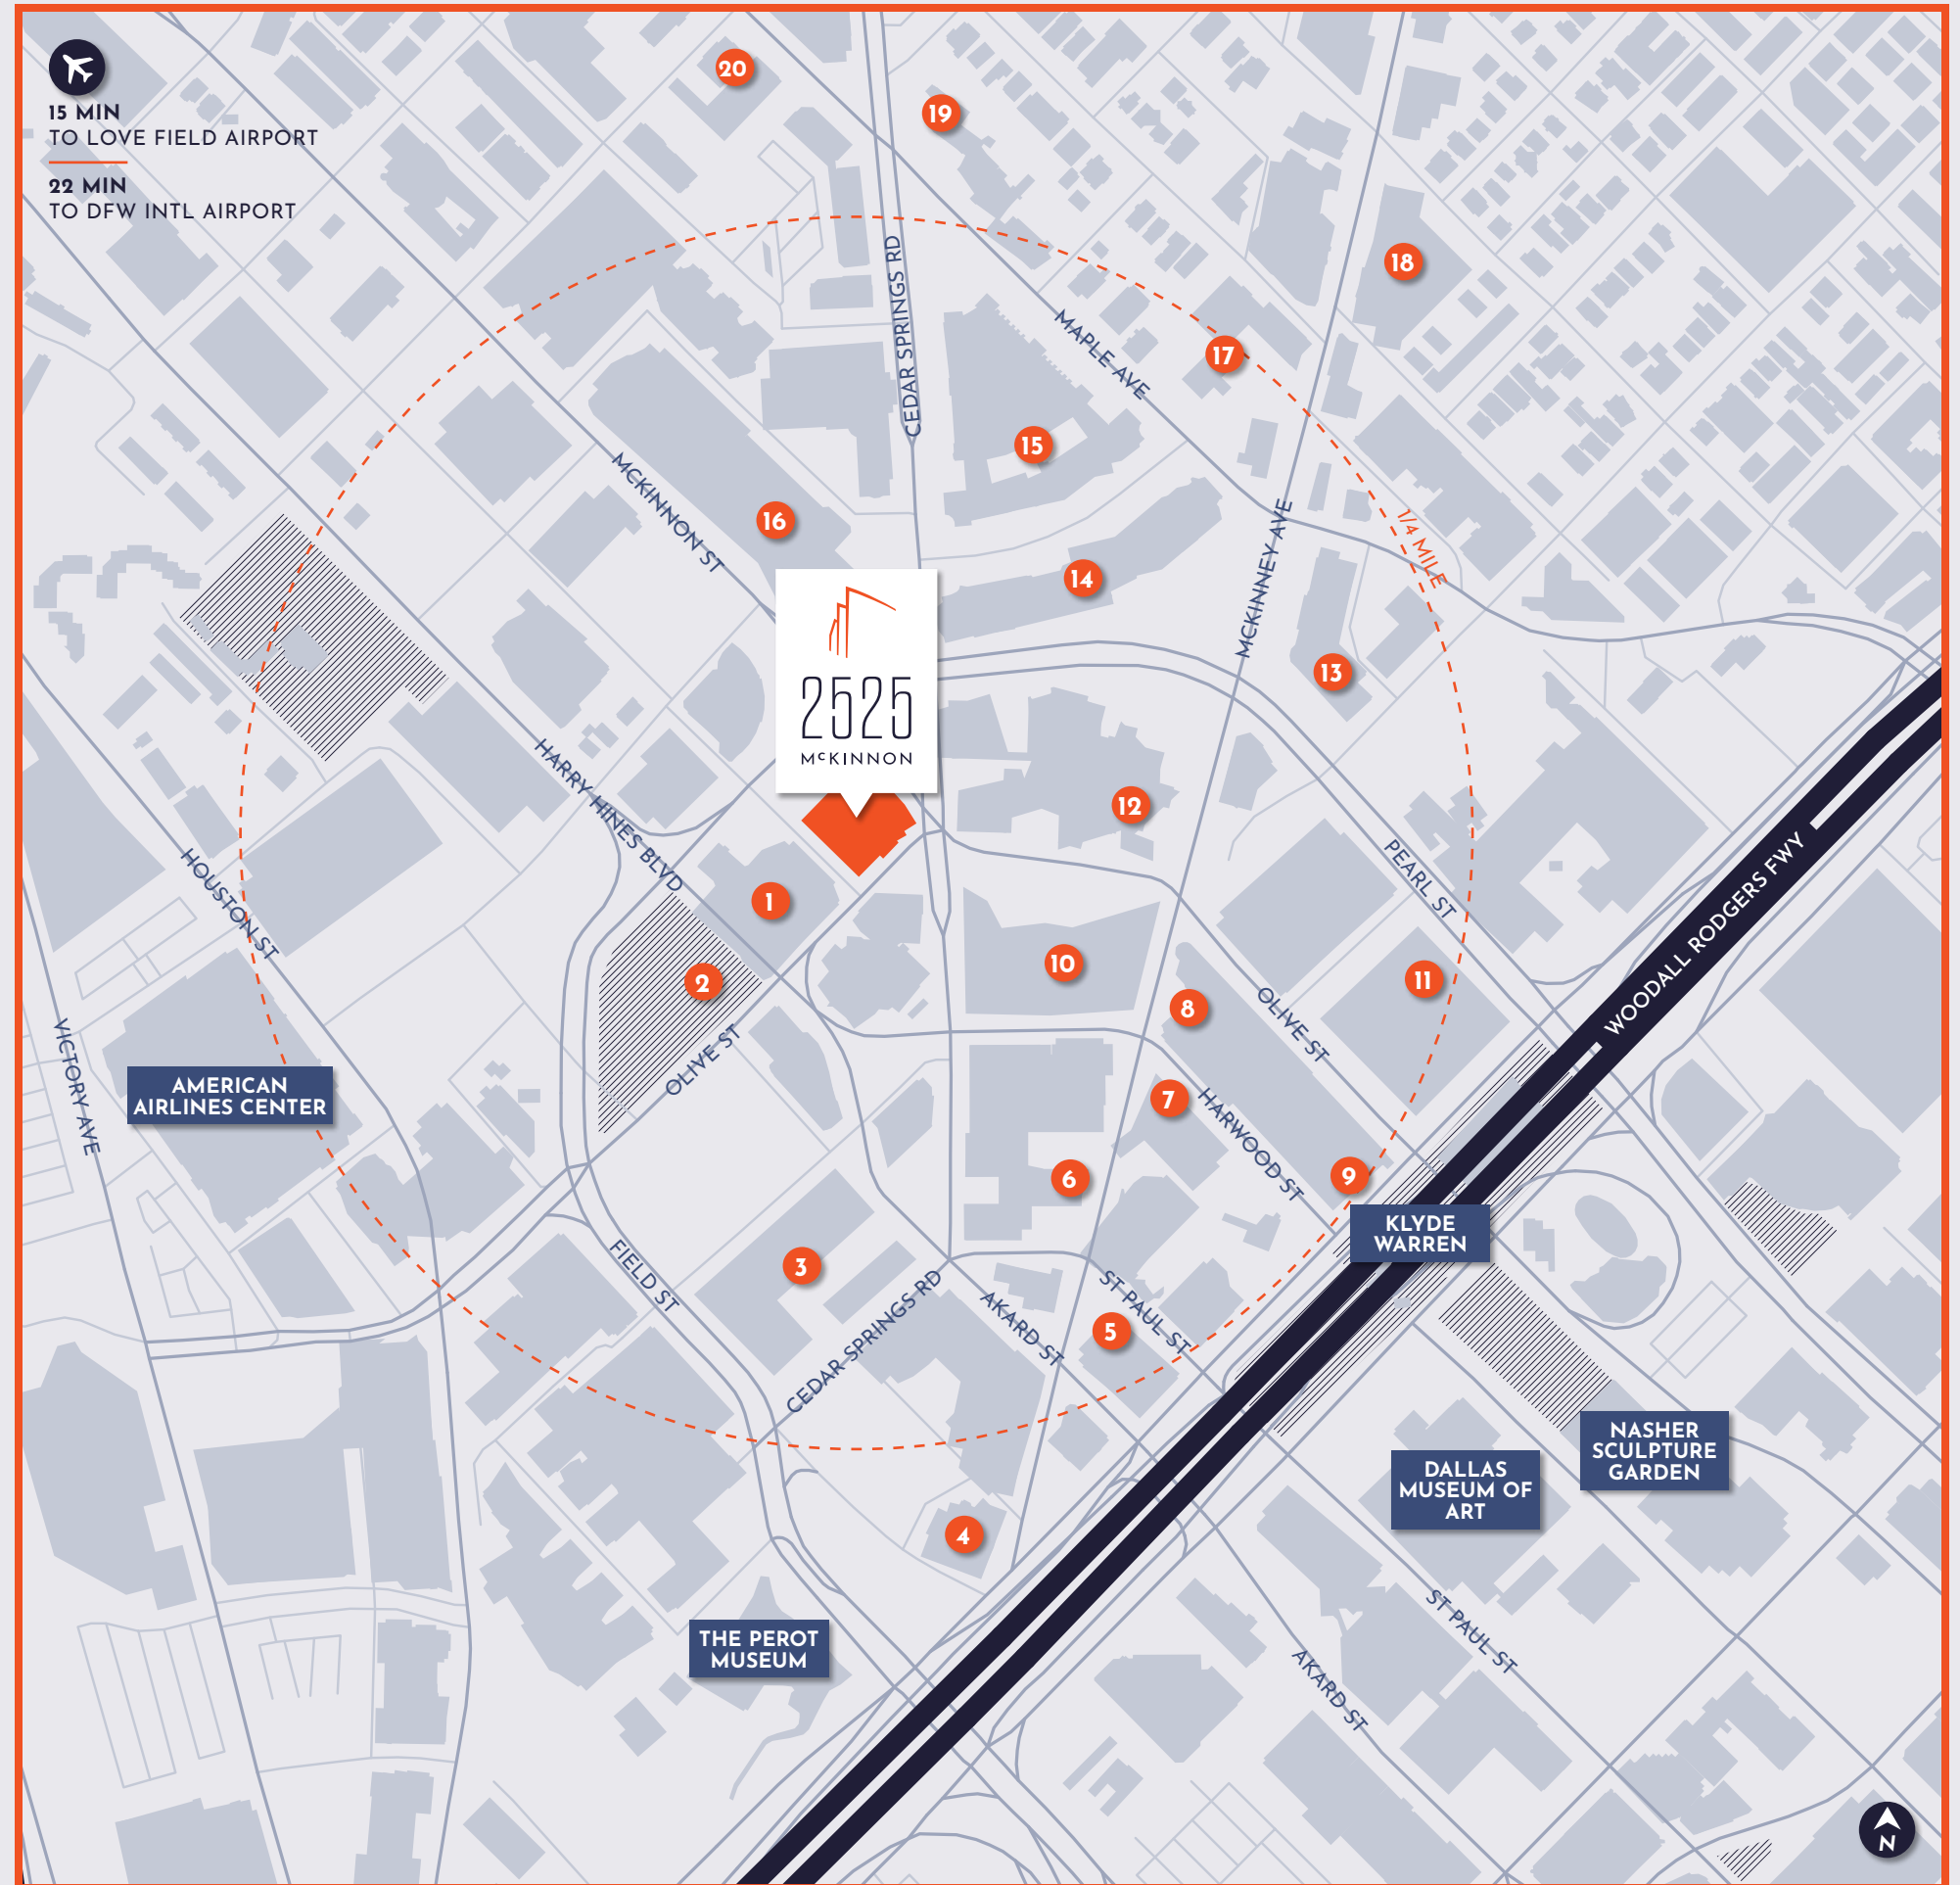 15 MIN
TO LOVE FIELD AIRPORT
22 MIN
TO DFW INTL AIRPORT
20
19
18
17
CEDAR SPRINGS RD
MAPLE AVE
15
MCKINNON ST
16
1/4 MILE
14
MCKINNEY AVE
13
2525
MCKINNON
HARRY HINES BLVD
12
HOUSTON ST
PEARL ST
WOODALL RODGERS FWY
1
2
10
11
8
OLIVE ST
OLIVE ST
VICTORY AVE
AMERICAN
AIRLINES CENTER
7
HARWOOD ST
6
9
KLYDE
WARREN
3
FIELD ST
CEDAR SPRINGS RD
AKARD ST
ST PAUL ST
5
NASHER
SCULPTURE
GARDEN
DALLAS
MUSEUM OF
ART
4
THE PEROT
MUSEUM
ST PAUL ST
AKARD ST
N